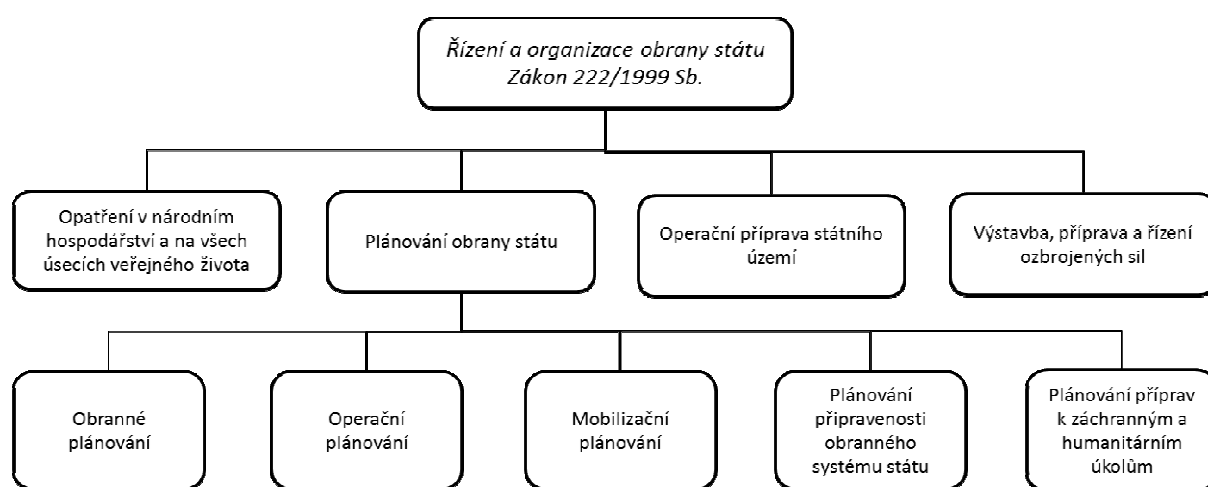 Řízení a organizace obrany státu
Zákon 222/1999 Sb.
Opatření v národním
hospodářství a na všech
úsecích veřejného života
Plánování obrany státu
Operační příprava státního
území
Výstavba, příprava a řízení
ozbrojených sil
Obranné
plánování
Operační
plánování
Mobilizační
plánování
Plánování
připravenosti
obranného
systému státu
Plánování příprav
k záchranným a
humanitárním
úkolům